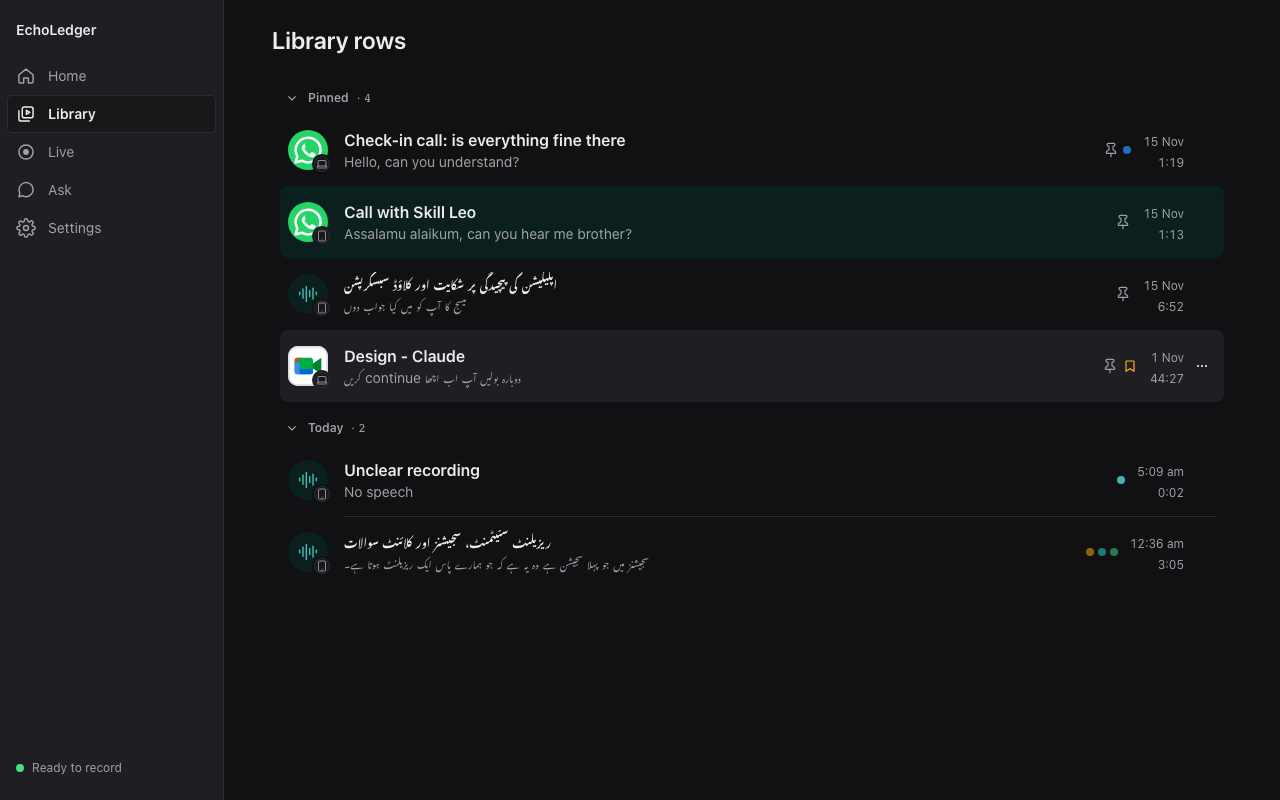 EchoLedger
Home
Library
Live
Ask
Settings
Ready to record
Library rows
Pinned · 4
Check-in call: is everything fine there
15 Nov
Hello, can you understand?
1:19
Call with Skill Leo
15 Nov
Assalamu alaikum, can you hear me brother?
1:13
اپیلیشن کی پیچیدگی پر شکایت اور کلاؤڈ سبسکرپشن
15 Nov
میسج کا آپ کو میں کیا جواب دوں
6:52
Design - Claude
1 Nov
دوبارہ بولیں آپ اب اچھا continue کریں
44:27
Today · 2
Unclear recording
5:09 am
No speech
0:02
ریزیلنٹ سٹیٹمنٹ، سجیشنز اور کلائنٹ سوالات
12:36 am
سجیشنز میں جو پہلا سجیشن ہے وہ یہ ہے کہ جو ہمارے پاس ایک ریزیلنٹ ہوتا ہے۔
3:05